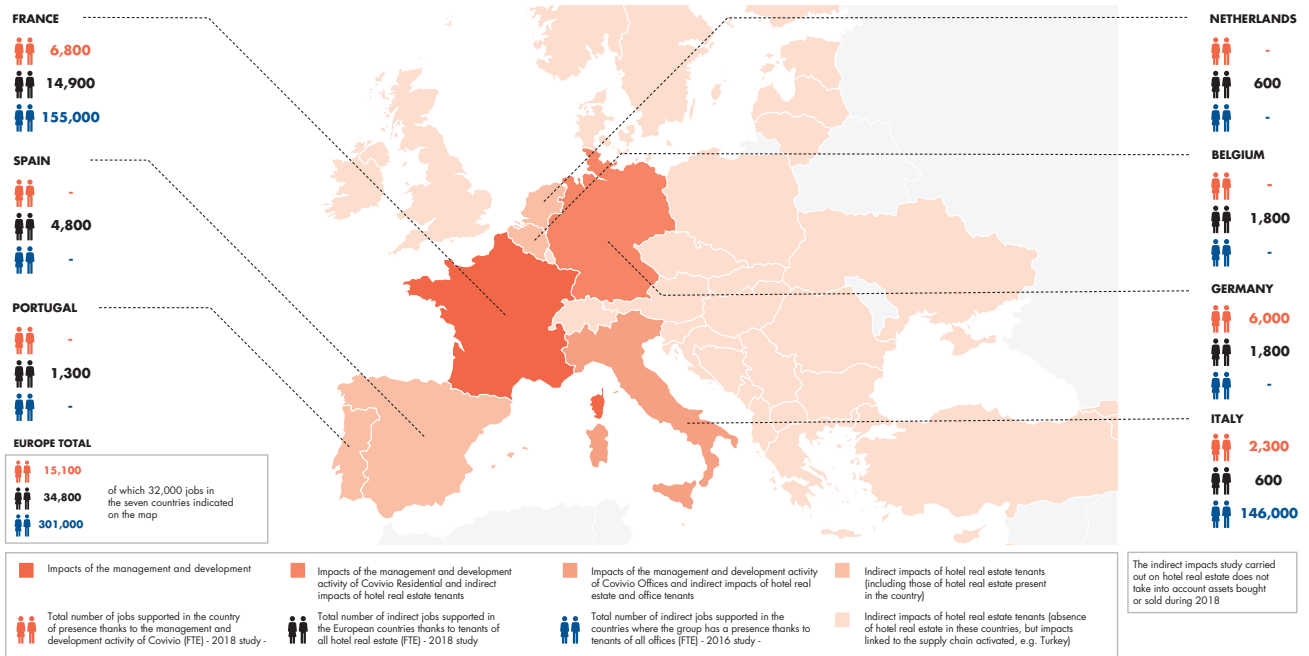 FRANCE
6,800
14,900
155,000
SPAIN
-
4,800
-
PORTUGAL
-
1,300
-
EUROPE TOTAL
15,100
34,800
301,000
of which 32,000 jobs in
the seven countries indicated
on the map
NETHERLANDS
-
600
-
BELGIUM
-
1,800
-
GERMANY
6,000
1,800
-
ITALY
2,300
600
146,000
Impacts of the management and development
Impacts of the management and development
activity of Covivio Residential and indirect
impacts of hotel real estate tenants
Impacts of the management and development activity
of Covivio Offices and indirect impacts of hotel real
estate and office tenants
Indirect impacts of hotel real estate tenants
(including those of hotel real estate present
in the country)
Total number of jobs supported in the country
of presence thanks to the management and
development activity of Covivio (FTE) - 2018 study -
Total number of indirect jobs supported in
the European countries thanks to tenants of
all hotel real estate (FTE) - 2018 study
Total number of indirect jobs supported in the
countries where the group has a presence thanks to
tenants of all offices (FTE) - 2016 study -
Indirect impacts of hotel real estate tenants (absence
of hotel real estate in these countries, but impacts
linked to the supply chain activated, e.g. Turkey)
The indirect impacts study carried
out on hotel real estate does not
take into account assets bought
or sold during 2018